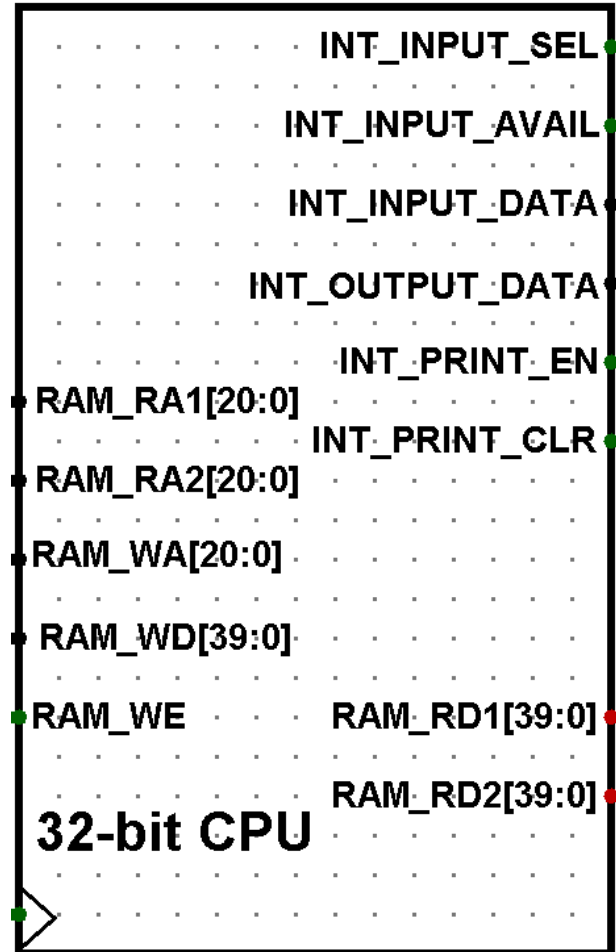 INT_INPUT_SEL
INT_INPUT_AVAIL
INT_INPUT_DATA
INT_OUTPUT_DATA
INT_PRINT_EN
RAM_RA1[20:0]
INT_PRINT_CLR
RAM_RA2[20:0]
RAM_WA[20:0]
RAM_WD[39:0]
RAM_WE
RAM_RD1[39:0]
RAM_RD2[39:0]
32-bit CPU